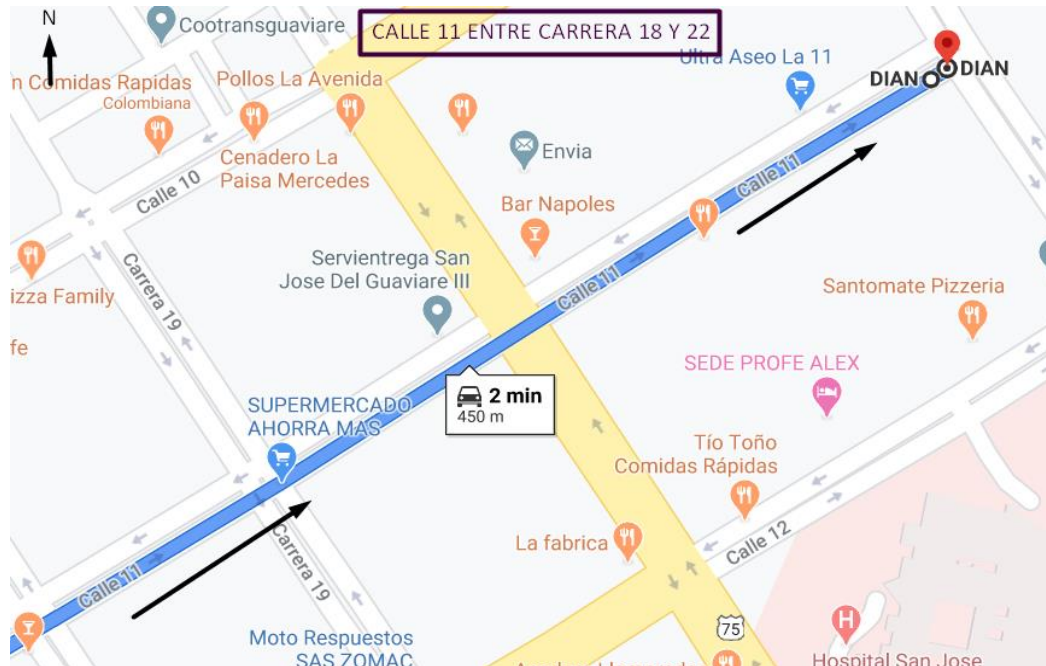 N
Cootransguaviare
CALLE 11 ENTRE CARRERA 18 Y 22
Ultra Aseo La 11
DIAN
DIAN
n Comidas Rapidas
Colombiana
Pollos La Avenida
Cenadero La
Paisa Mercedes
Envia
Calle 10
Calle 11
Bar Napoles
Servientrega San
Jose Del Guaviare III
Carrera 19
izza Family
Calle 11
Santomate Pizzeria
fe
SEDE PROFE ALEX
2 min
450 m
SUPERMERCADO
AHORRA MAS
Tío Toño
Comidas Rápidas
La fabrica
Calle 12
Carrera 19
Calle 11
75
H
Moto Respuestos
SAS ZOMAC
Hospital San Jose